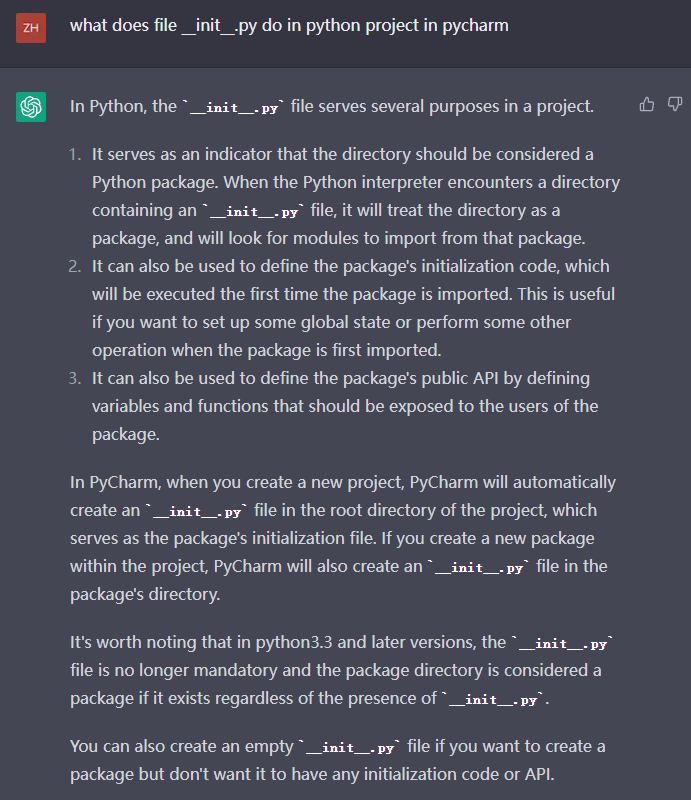 ZH
what does file __init__.py do in python project in pycharm
In Python, the `__init__.py` file serves several purposes in a project.
1. It serves as an indicator that the directory should be considered a
Python package. When the Python interpreter encounters a directory
containing an `__init__.py` file, it will treat the directory as a
package, and will look for modules to import from that package.
2. It can also be used to define the package's initialization code, which
will be executed the first time the package is imported. This is useful
if you want to set up some global state or perform some other
operation when the package is first imported.
3. It can also be used to define the package's public API by defining
variables and functions that should be exposed to the users of the
package.
In PyCharm, when you create a new project, PyCharm will automatically
create an `__init__.py` file in the root directory of the project, which
serves as the package's initialization file. If you create a new package
within the project, PyCharm will also create an `__init__.py` file in the
package's directory.
It's worth noting that in python3.3 and later versions, the `__init__.py`
file is no longer mandatory and the package directory is considered a
package if it exists regardless of the presence of `__init__.py`.
You can also create an empty `__init__.py` file if you want to create a
package but don't want it to have any initialization code or API.